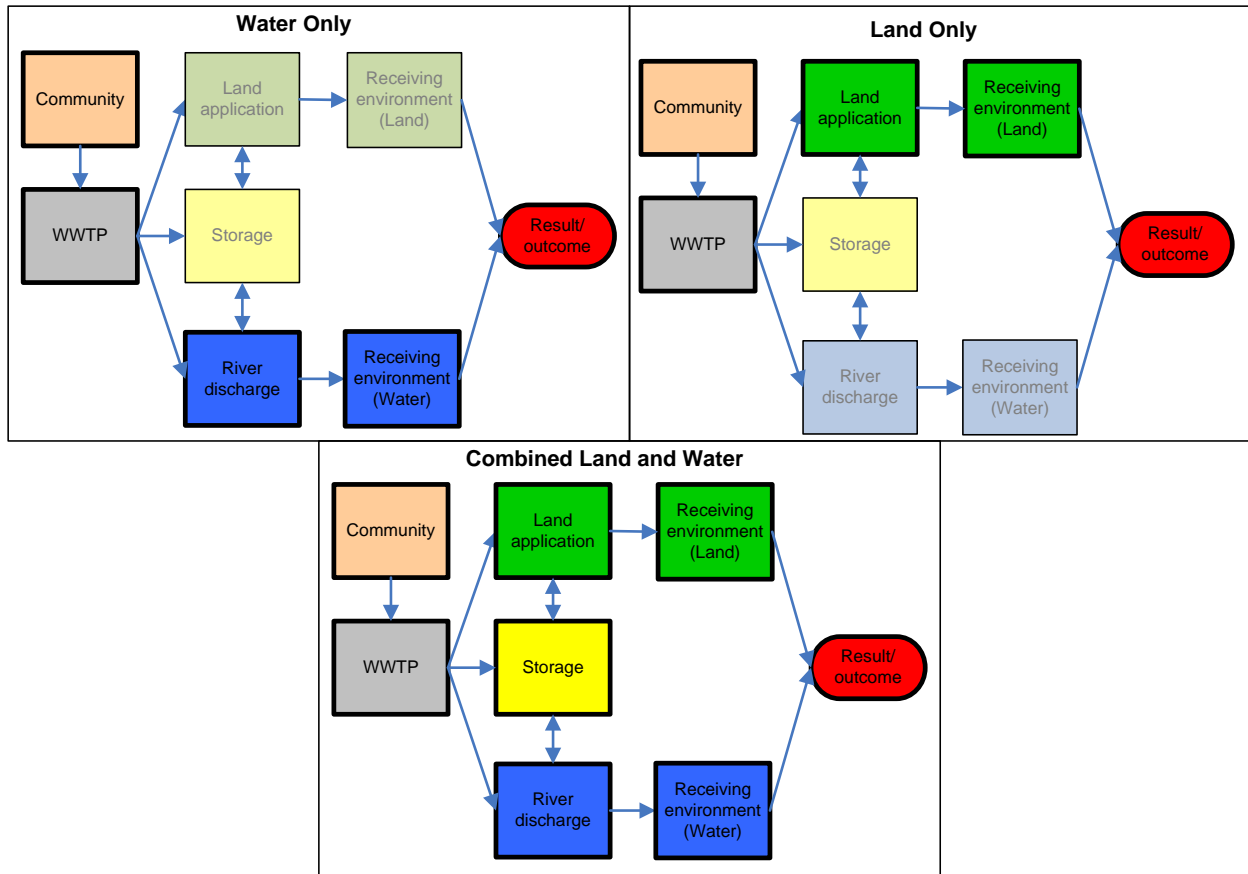 Water Only
Community
Land
application
Receiving
environment
(Land)
WWTP
Storage
Result/
outcome
River
discharge
Receiving
environment
(Water)
Land Only
Community
Land
application
Receiving
environment
(Land)
WWTP
Storage
Result/
outcome
River
discharge
Receiving
environment
(Water)
Combined Land and Water
Community
Land
application
Receiving
environment
(Land)
WWTP
Storage
Result/
outcome
River
discharge
Receiving
environment
(Water)